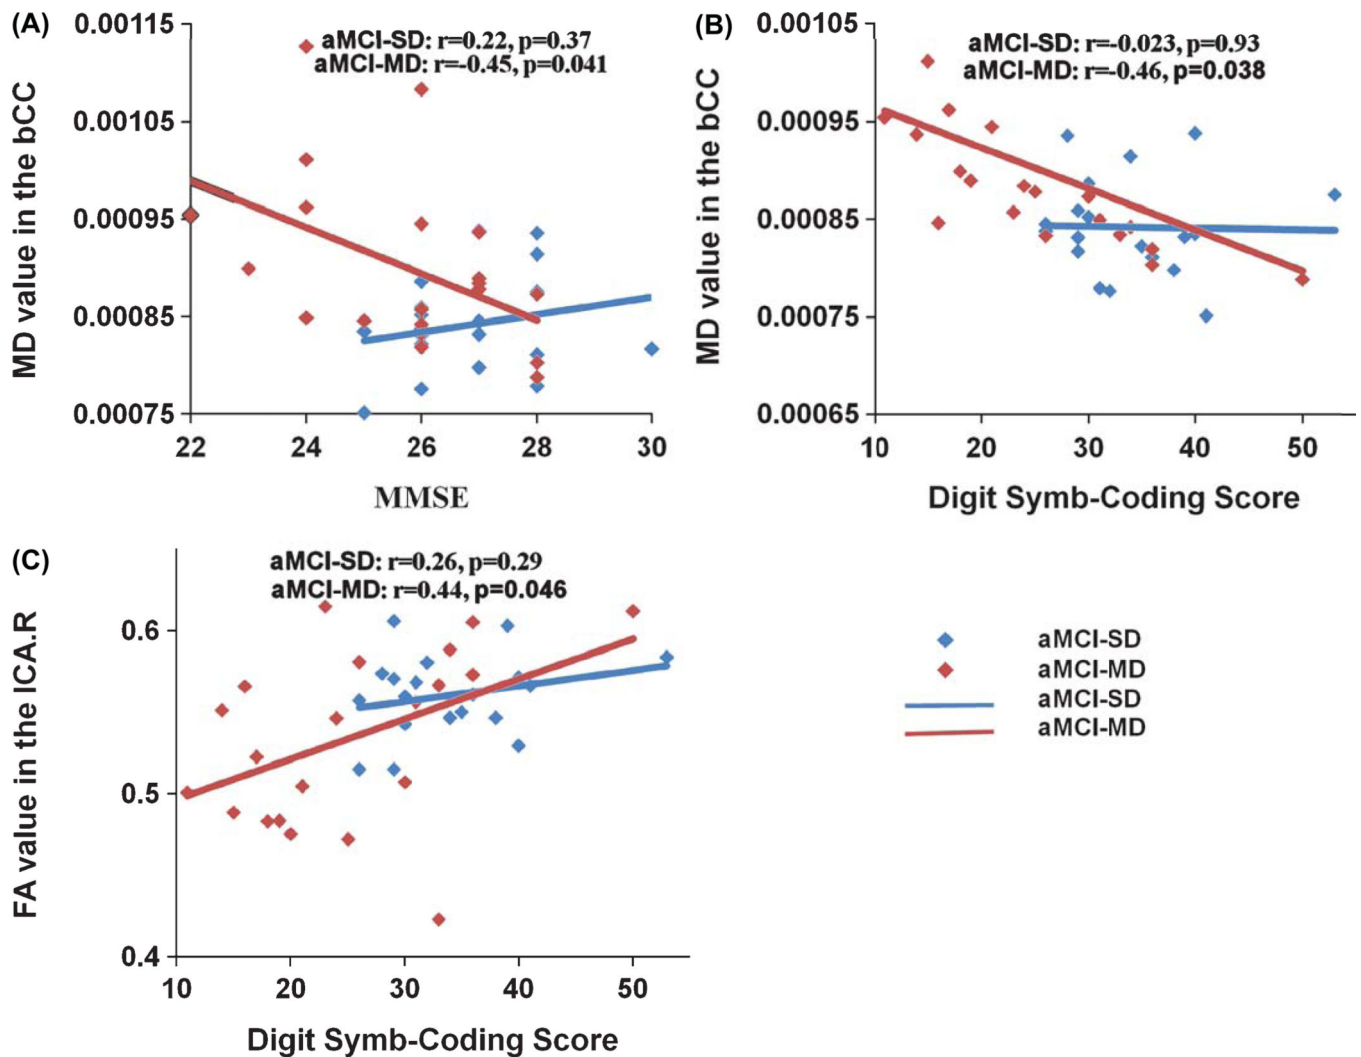 (A)
aMCI-SD: r=0.22, p=0.37
aMCI-MD: r=-0.45, p=0.041
MD value in the bCC
0.00115
0.00105
0.00095
0.00085
0.00075
22 24 26 28 30
MMSE
(B)
aMCI-SD: r=-0.023, p=0.93
aMCI-MD: r=-0.46, p=0.038
MD value in the bCC
0.00105
0.00095
0.00085
0.00075
0.00065
10 20 30 40 50
Digit Symb-Coding Score
(C)
aMCI-SD: r=0.26, p=0.29
aMCI-MD: r=0.44, p=0.046
FA value in the ICA.R
0.6
0.5
0.4
10 20 30 40 50
Digit Symb-Coding Score
aMCI-SD
aMCI-MD
aMCI-SD
aMCI-MD